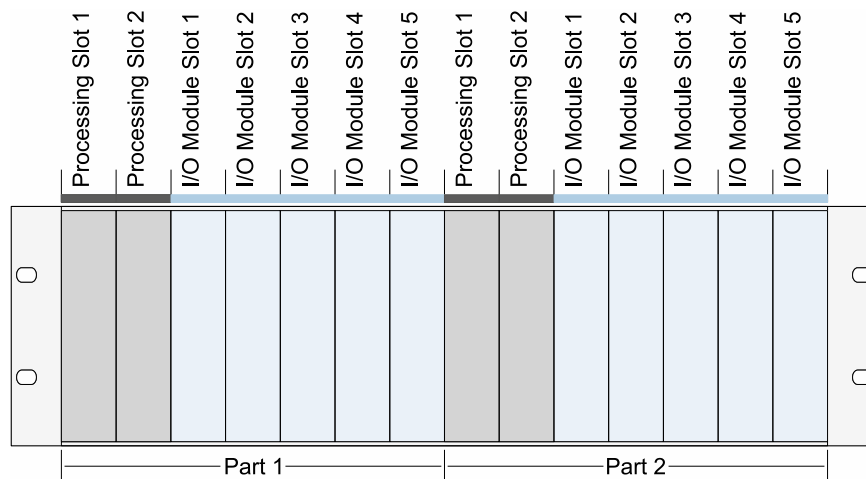 Processing Slot 1
Processing Slot 2
I/O Module Slot 1
I/O Module Slot 2
I/O Module Slot 3
I/O Module Slot 4
I/O Module Slot 5
Processing Slot 1
Processing Slot 2
I/O Module Slot 1
I/O Module Slot 2
I/O Module Slot 3
I/O Module Slot 4
I/O Module Slot 5
Part 1
Part 2